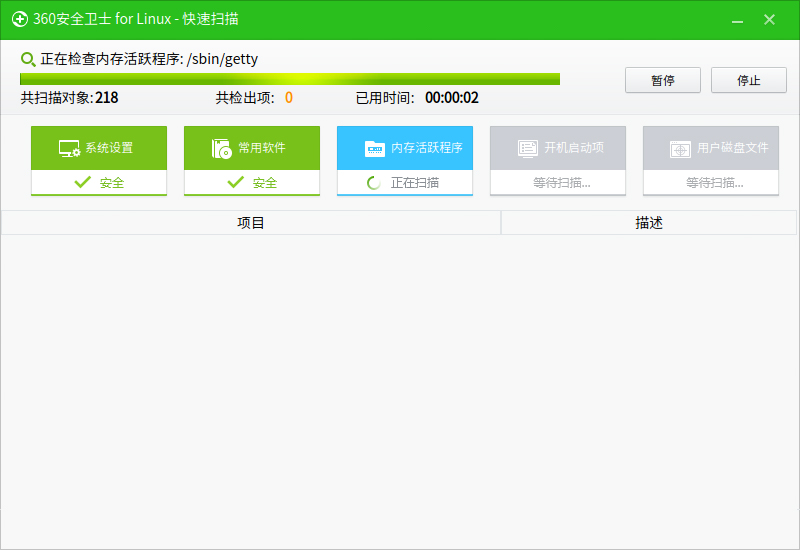 360安全卫士 for Linux - 快速扫描
正在检查内存活跃程序: /sbin/getty
共扫描对象: 218 共检出项: 0 已用时间: 00:00:02
暂停 停止
系统设置 常用软件 内存活跃程序 开机启动项 用户磁盘文件
安全 安全 正在扫描 等待扫描... 等待扫描...
项目 描述